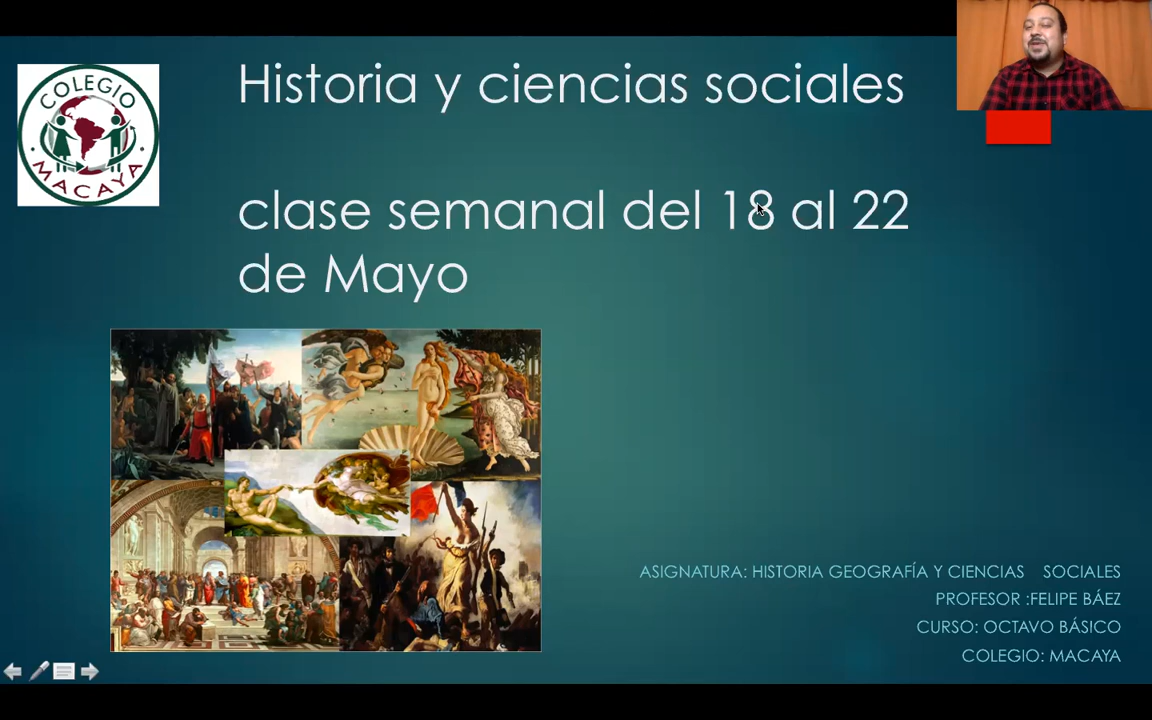 COLEGIO
MACAYA
Historia y ciencias sociales
clase semanal del 18 al 22
de Mayo
ASIGNATURA: HISTORIA GEOGRAFÍA Y CIENCIAS SOCIALES
PROFESOR :FELIPE BÁEZ
CURSO: OCTAVO BÁSICO
COLEGIO: MACAYA